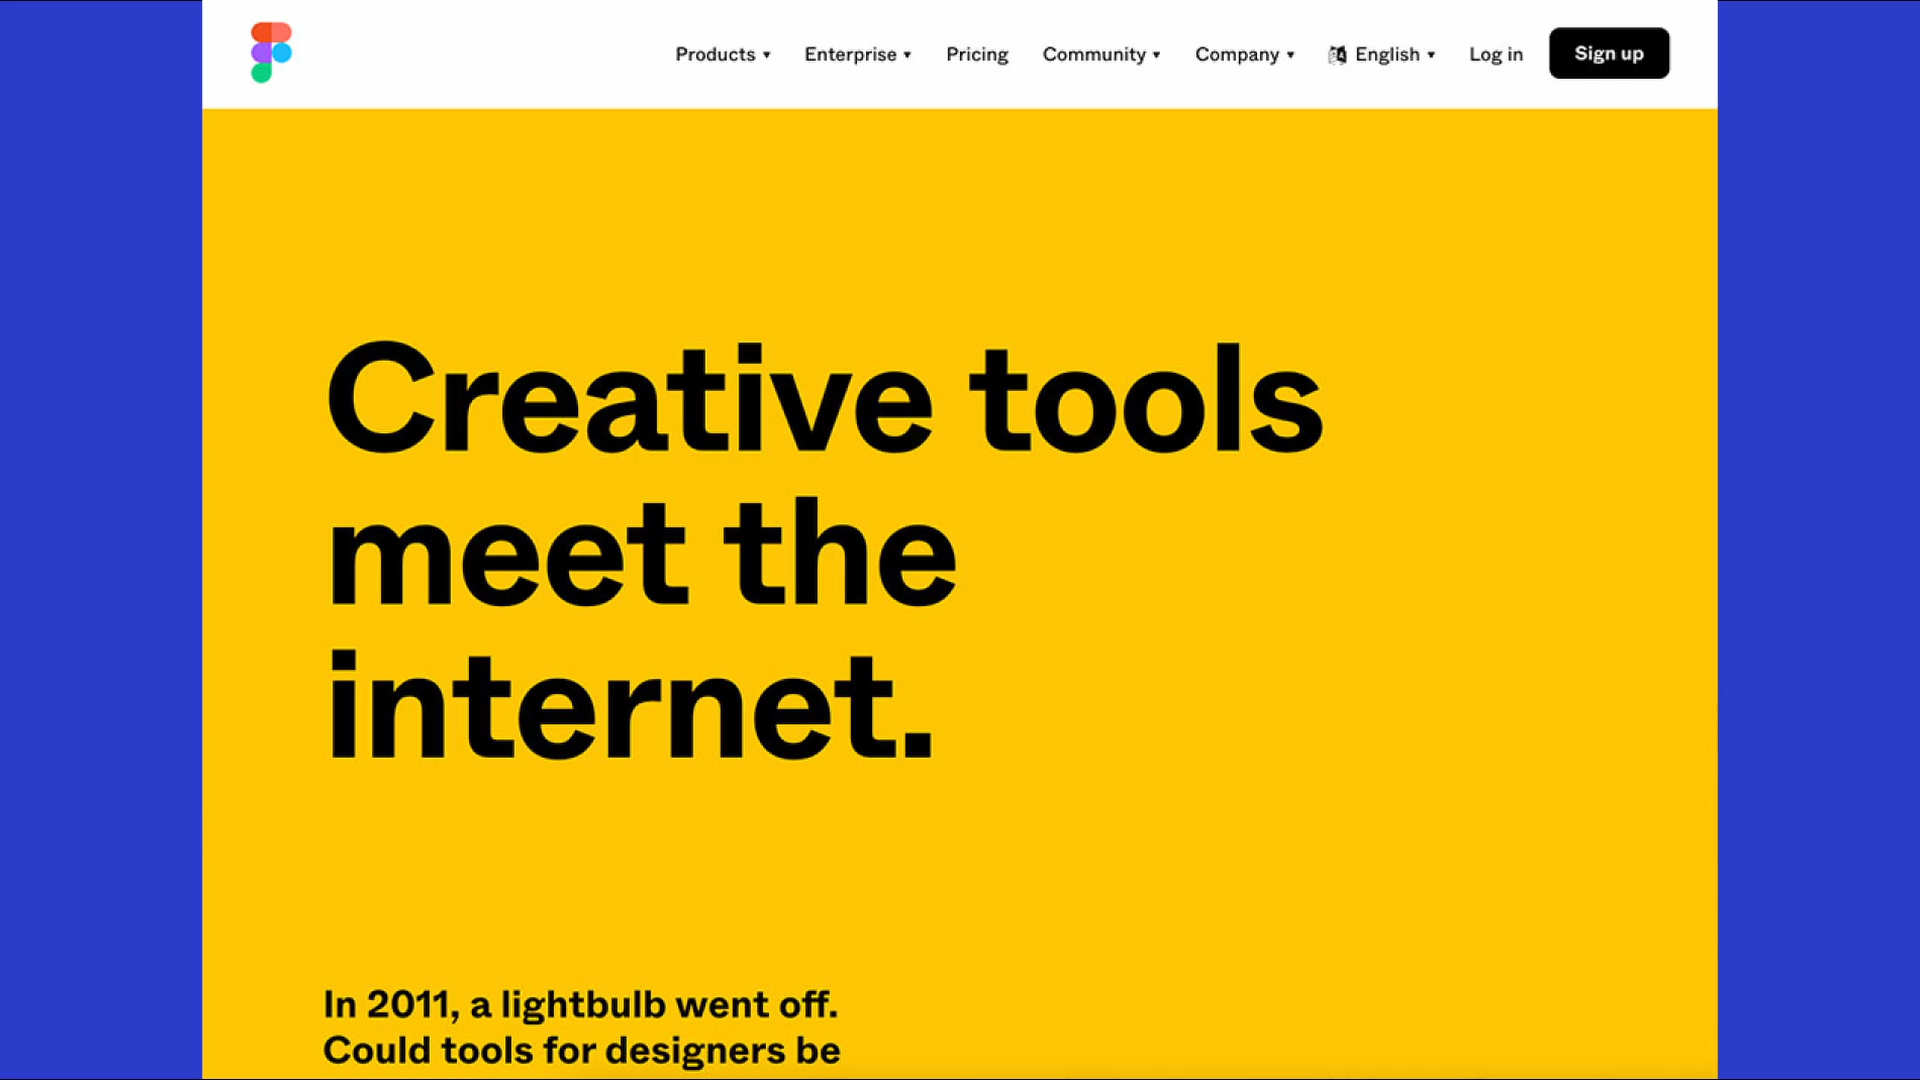 Products Enterprise Pricing Community Company English Log in Sign up
Creative tools
meet the
internet.
In 2011, a lightbulb went off.
Could tools for designers be